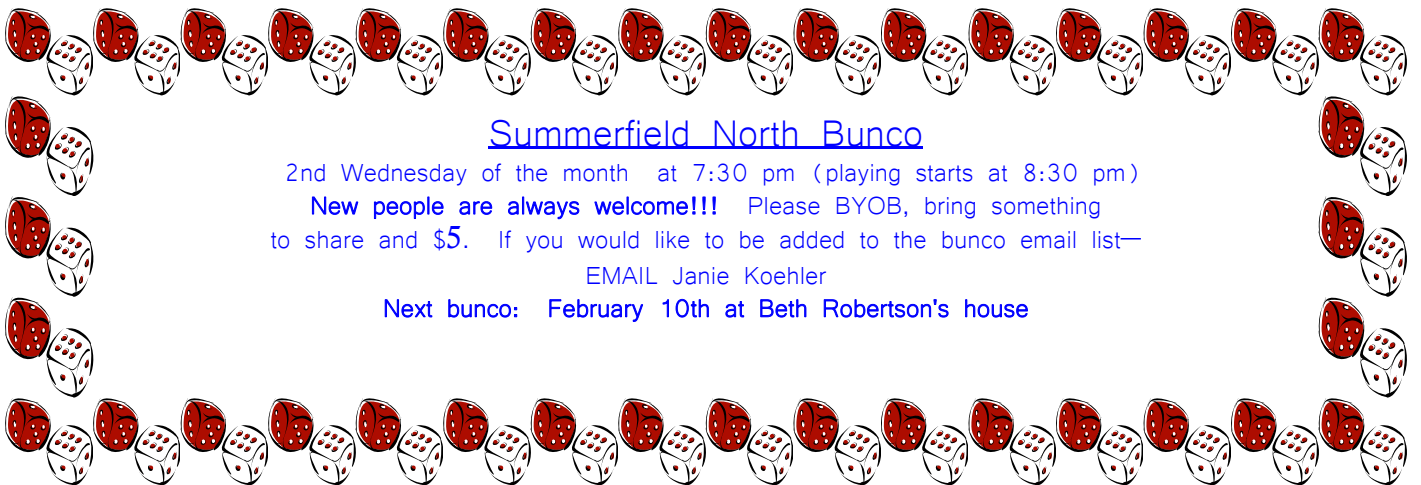 Summerfield North Bunco
2nd Wednesday of the month at 7:30 pm (playing starts at 8:30 pm)
New people are always welcome!!! Please BYOB, bring something
to share and $5. If you would like to be added to the bunco email list—
EMAIL Janie Koehler
Next bunco: February 10th at Beth Robertson's house